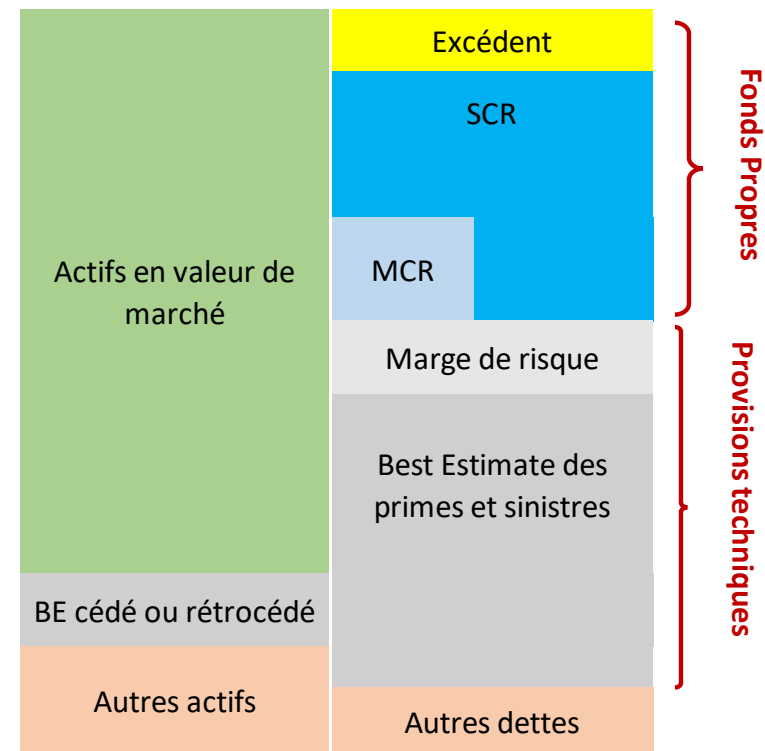 Excédent
SCR
Fonds Propres
Actifs en valeur de
marché
MCR
Marge de risque
Provisions techniques
Best Estimate des
primes et sinistres
BE cédé ou rétrocédé
Autres actifs
Autres dettes